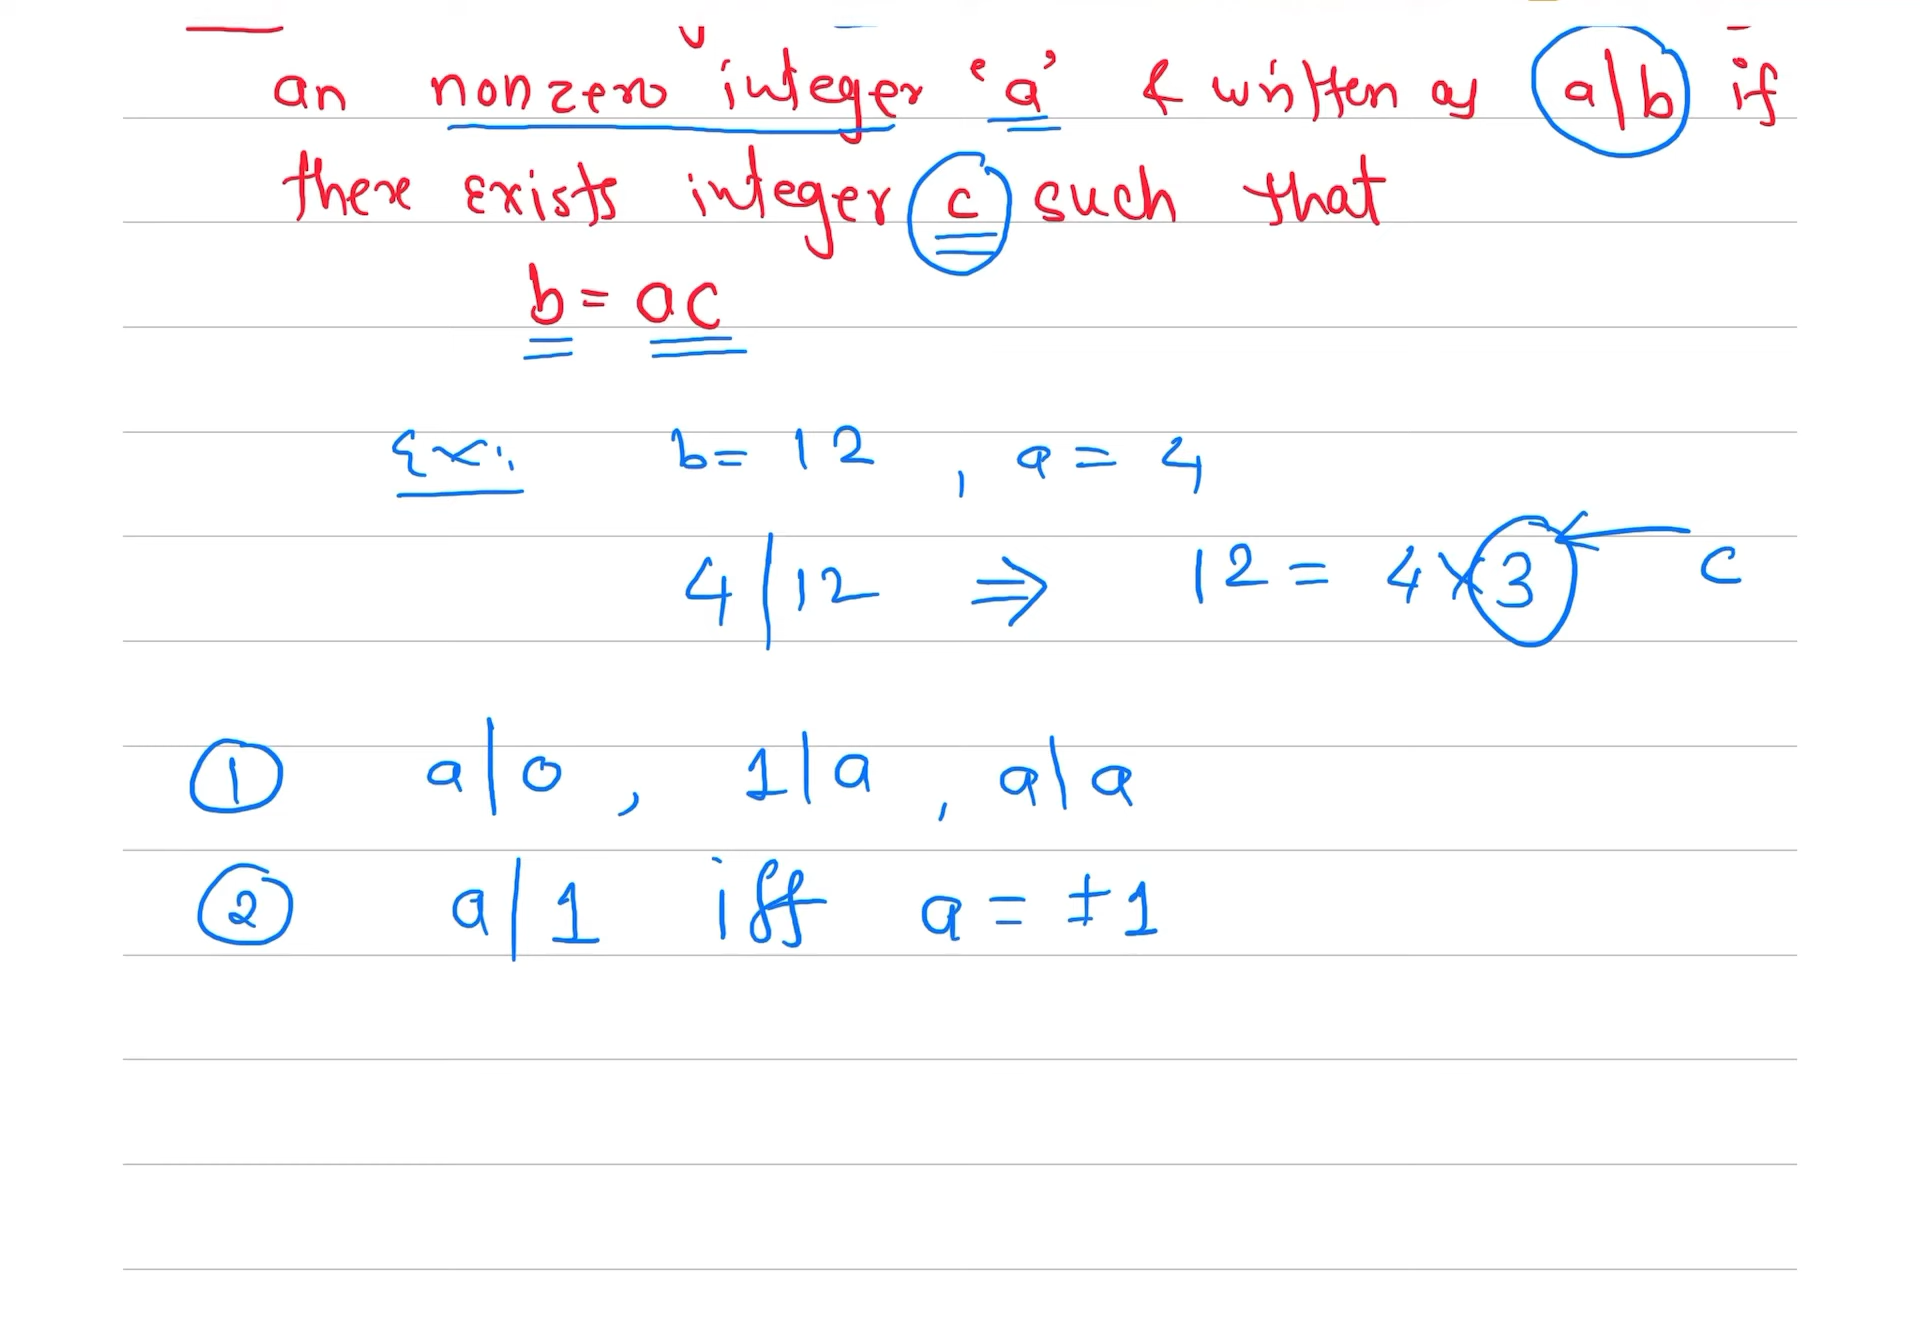 an nonzero integer 'a' & written as a|b if
there exists integer c such that
b = ac
Ex: b = 12 , a = 4
4 | 12 ⇒ 12 = 4 × 3 ← c
① a|0 , 1|a , a|a
② a|1 iff a = ±1